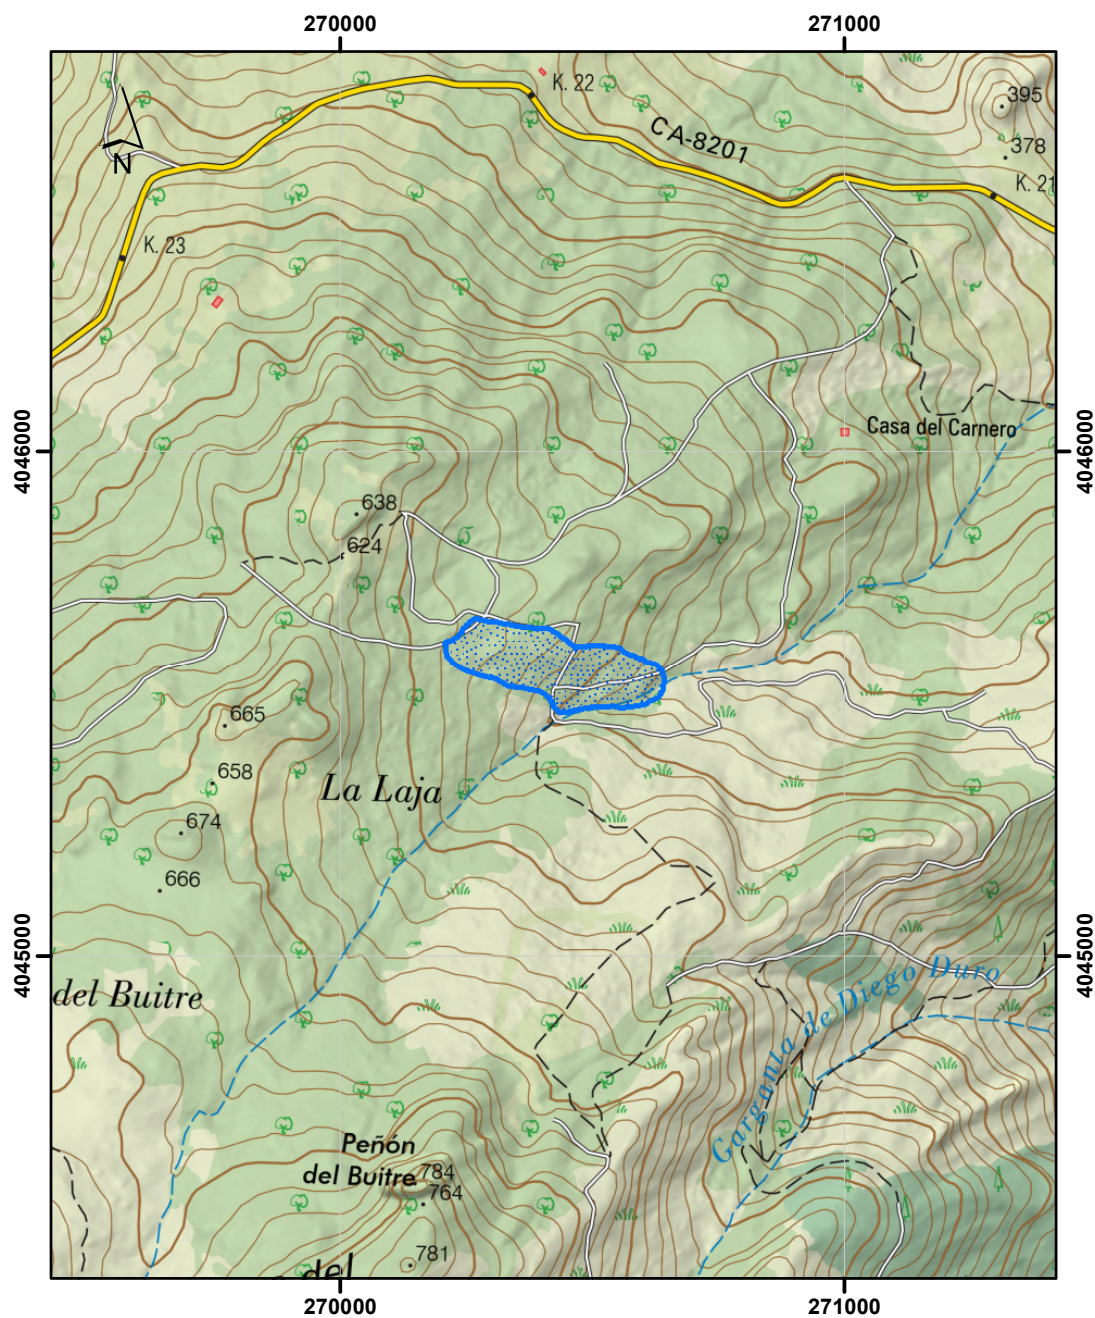 270000
271000
K. 22
395
CA-8201
378
K. 21
N
K. 23
4046000
4046000
Casa del Carnero
638
624
665
658
La Laja
674
666
4045000
4045000
del Buitre
Garganta de Diego Duro
Peñón
del Buitre
784
764
781
del
270000
271000